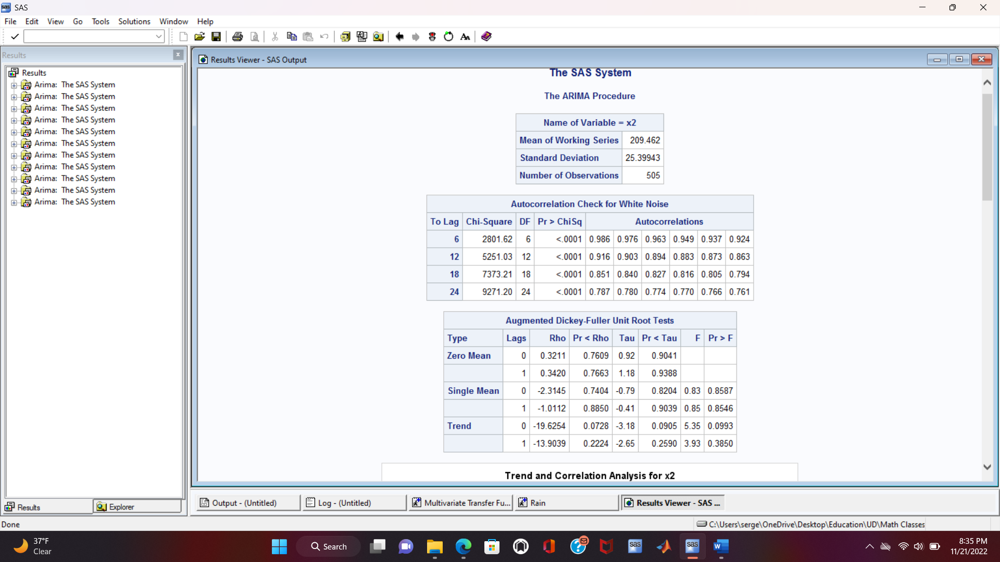 SAS
File Edit View Go Tools Solutions Window Help
Results
Results
Arima: The SAS System
Arima: The SAS System
Arima: The SAS System
Arima: The SAS System
Arima: The SAS System
Arima: The SAS System
Arima: The SAS System
Arima: The SAS System
Arima: The SAS System
Arima: The SAS System
Arima: The SAS System
Results Explorer
Results Viewer - SAS Output
The SAS System
The ARIMA Procedure
Name of Variable = x2
Mean of Working Series 209.462
Standard Deviation 25.39943
Number of Observations 505
Autocorrelation Check for White Noise
To Lag Chi-Square DF Pr > ChiSq Autocorrelations
6 2801.62 6 <.0001 0.986 0.976 0.963 0.949 0.937 0.924
12 5251.03 12 <.0001 0.916 0.903 0.894 0.883 0.873 0.863
18 7373.21 18 <.0001 0.851 0.840 0.827 0.816 0.805 0.794
24 9271.20 24 <.0001 0.787 0.780 0.774 0.770 0.766 0.761
Augmented Dickey-Fuller Unit Root Tests
Type Lags Rho Pr < Rho Tau Pr < Tau F Pr > F
Zero Mean 0 0.3211 0.7609 0.92 0.9041
1 0.3420 0.7663 1.18 0.9388
Single Mean 0 -2.3145 0.7404 -0.79 0.8204 0.83 0.8587
1 -1.0112 0.8850 -0.41 0.9039 0.85 0.8546
Trend 0 -19.6254 0.0728 -3.18 0.0905 5.35 0.0993
1 -13.9039 0.2224 -2.65 0.2590 3.93 0.3850
Trend and Correlation Analysis for x2
Output - (Untitled) Log - (Untitled) Multivariate Transfer Fu... Rain Results Viewer - SAS ...
Done C:\Users\serge\OneDrive\Desktop\Education\UD\Math Classes
37°F
Clear
Search
sas
sas
W
8:35 PM
11/21/2022